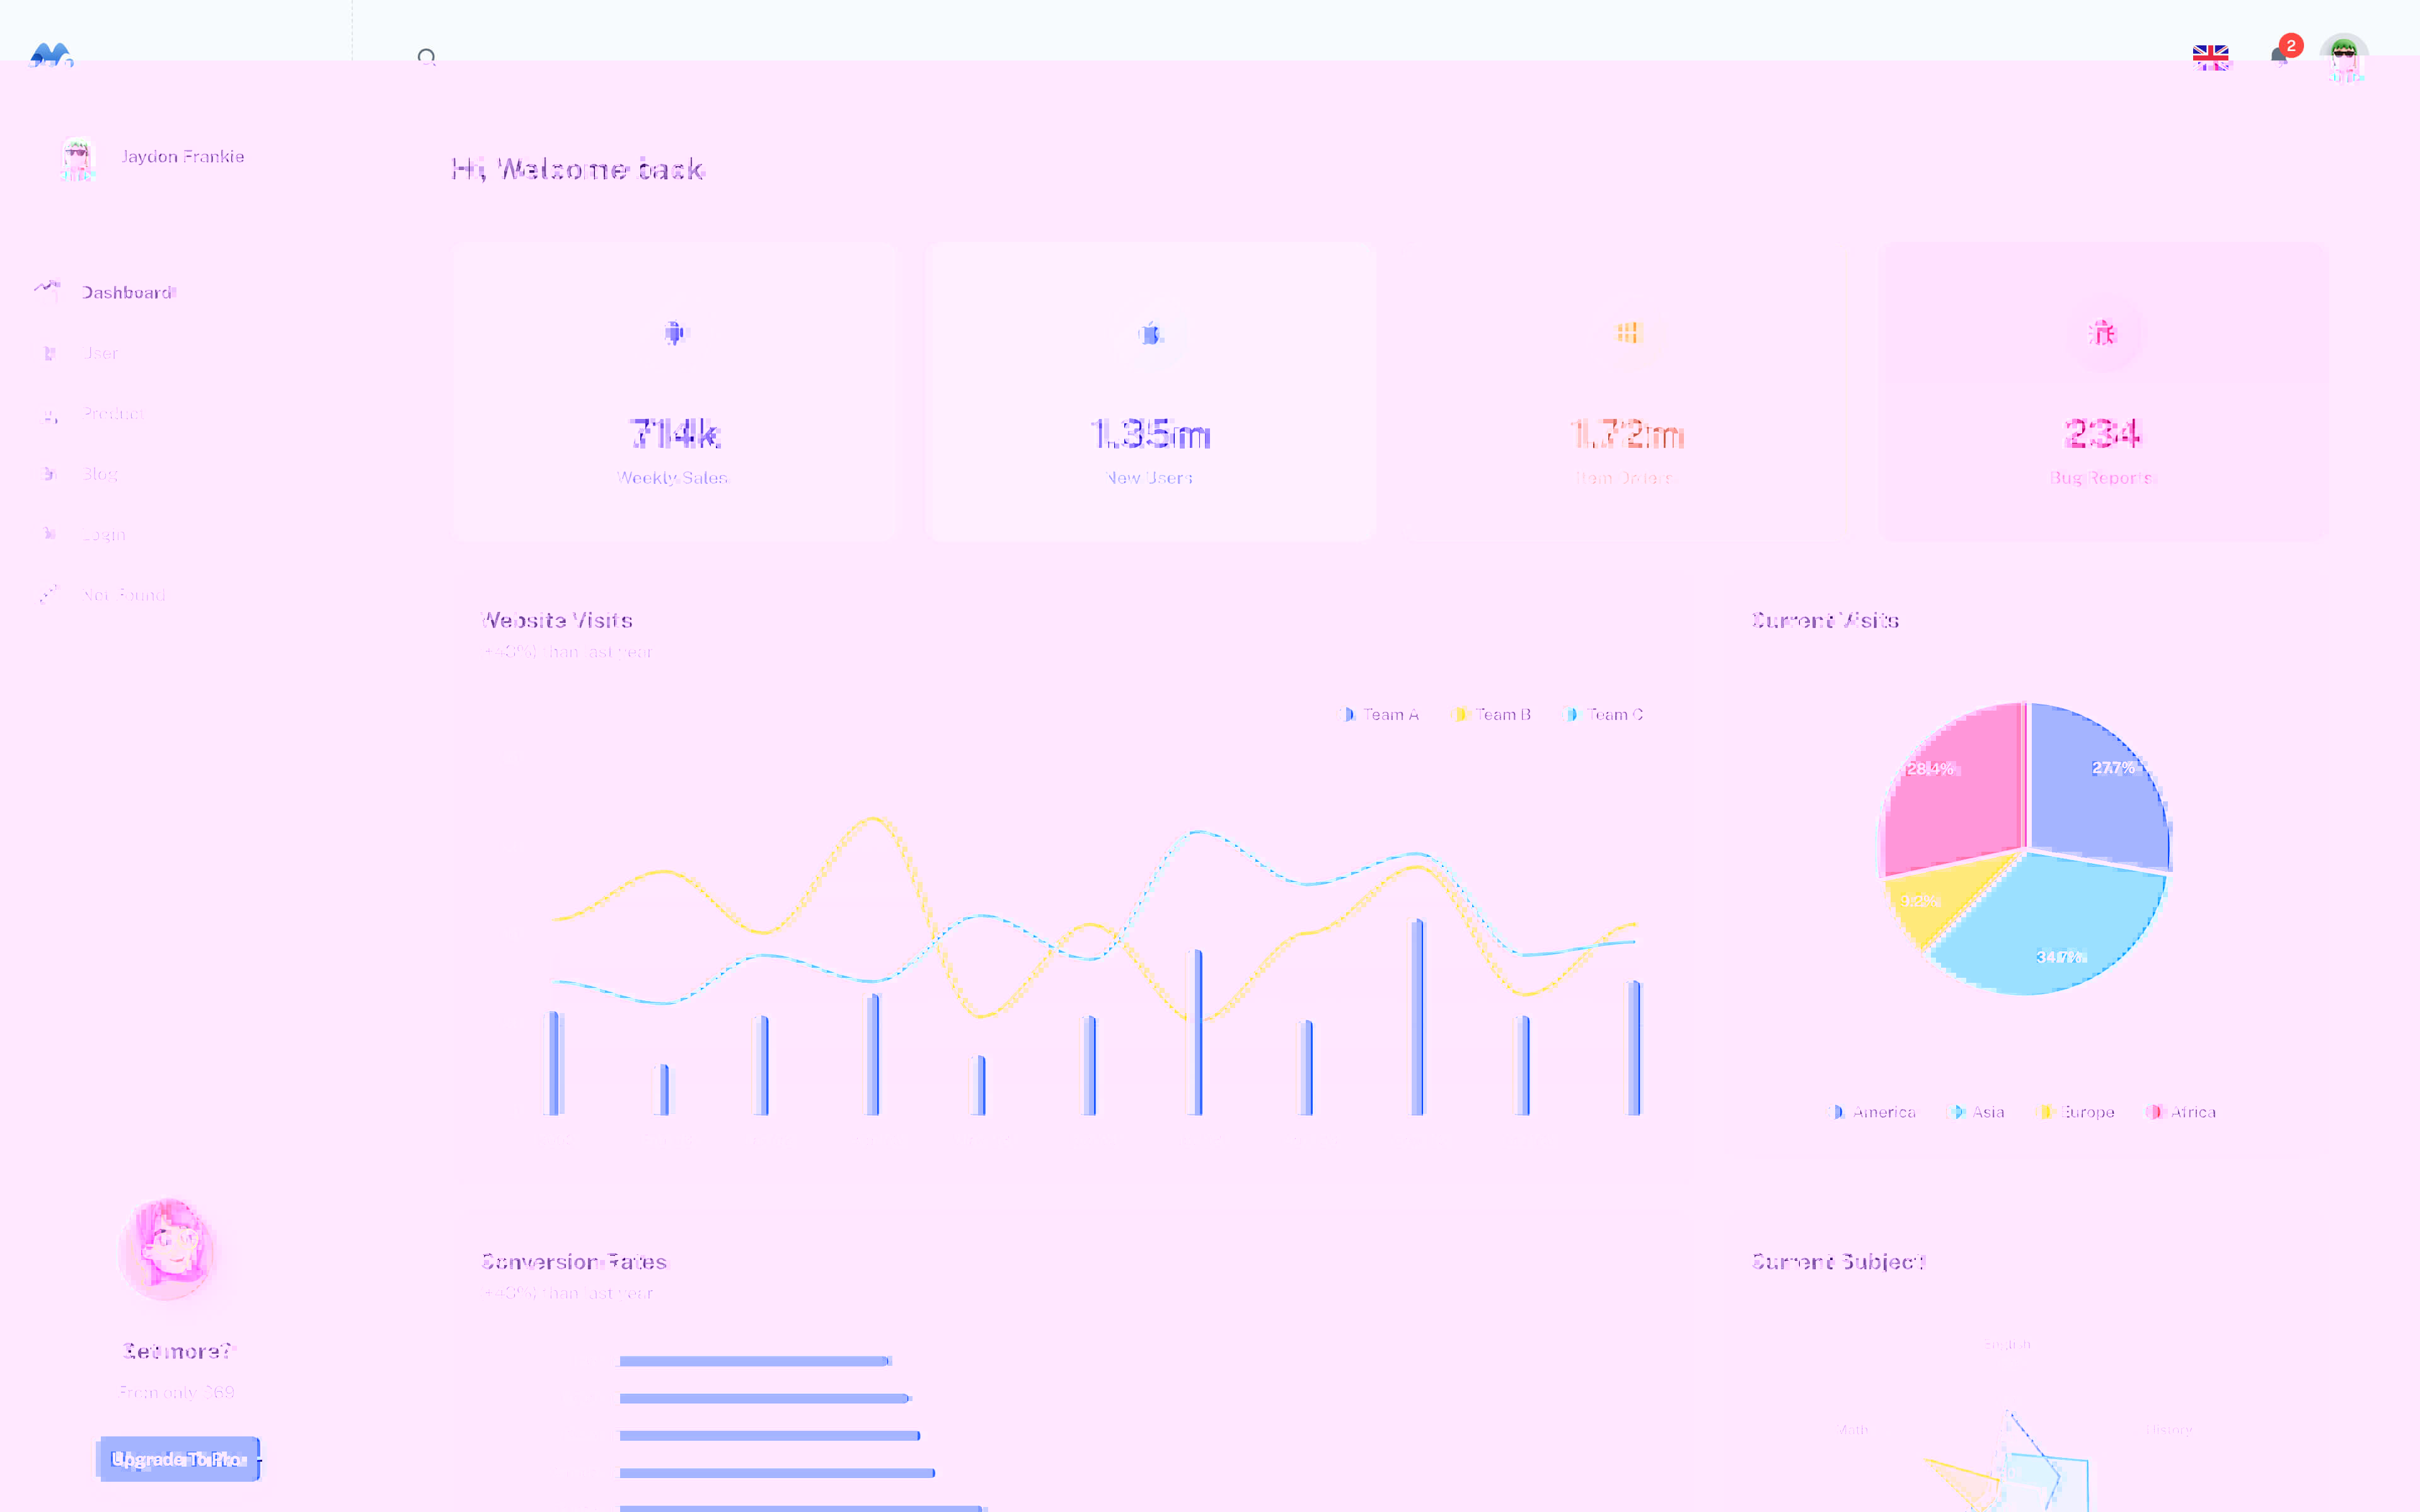 2
Jaydon Frankie
Hi, Welcome back
Dashboard
User
Product
Blog
Login
Not Found
714k
Weekly Sales
1.35m
New Users
1.72m
Item Orders
234
Bug Reports
Website Visits
(+43%) than last year
Team A
Team B
Team C
Current Visits
28.4%
27.7%
34.7%
America
Asia
Europe
Africa
Get more?
From only $69
Upgrade To Pro
Conversion Rates
(+43%) than last year
Current Subject
English
Math
History